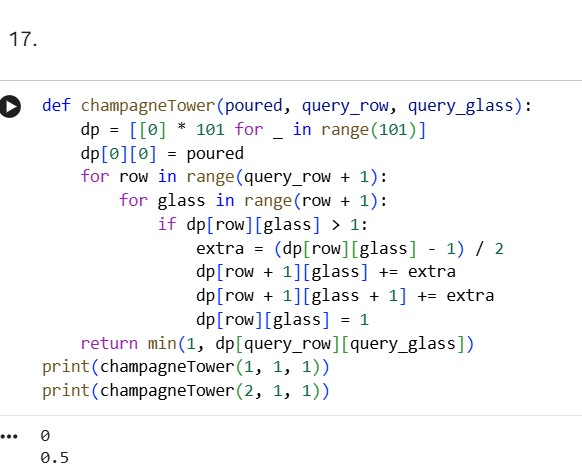 17.
def champagneTower(poured, query_row, query_glass):
    dp = [[0] * 101 for _ in range(101)]
    dp[0][0] = poured
    for row in range(query_row + 1):
        for glass in range(row + 1):
            if dp[row][glass] > 1:
                extra = (dp[row][glass] - 1) / 2
                dp[row + 1][glass] += extra
                dp[row + 1][glass + 1] += extra
                dp[row][glass] = 1
    return min(1, dp[query_row][query_glass])
print(champagneTower(1, 1, 1))
print(champagneTower(2, 1, 1))
0
0.5